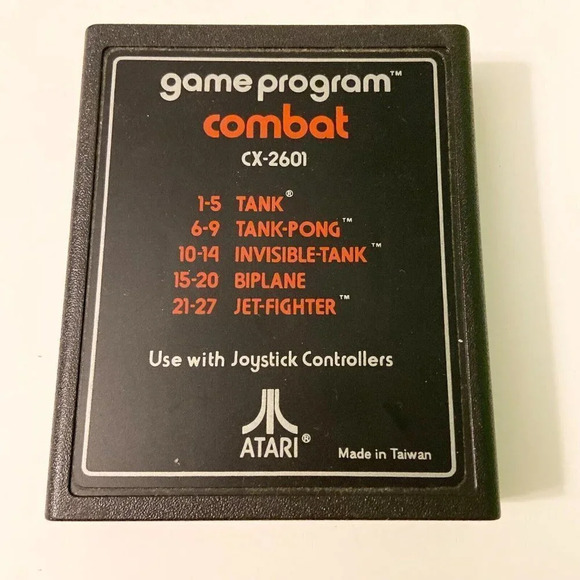 game program™
combat
CX-2601
1-5 TANK®
6-9 TANK-PONG™
10-14 INVISIBLE-TANK™
15-20 BIPLANE
21-27 JET-FIGHTER™
Use with Joystick Controllers
ATARI®
Made in Taiwan